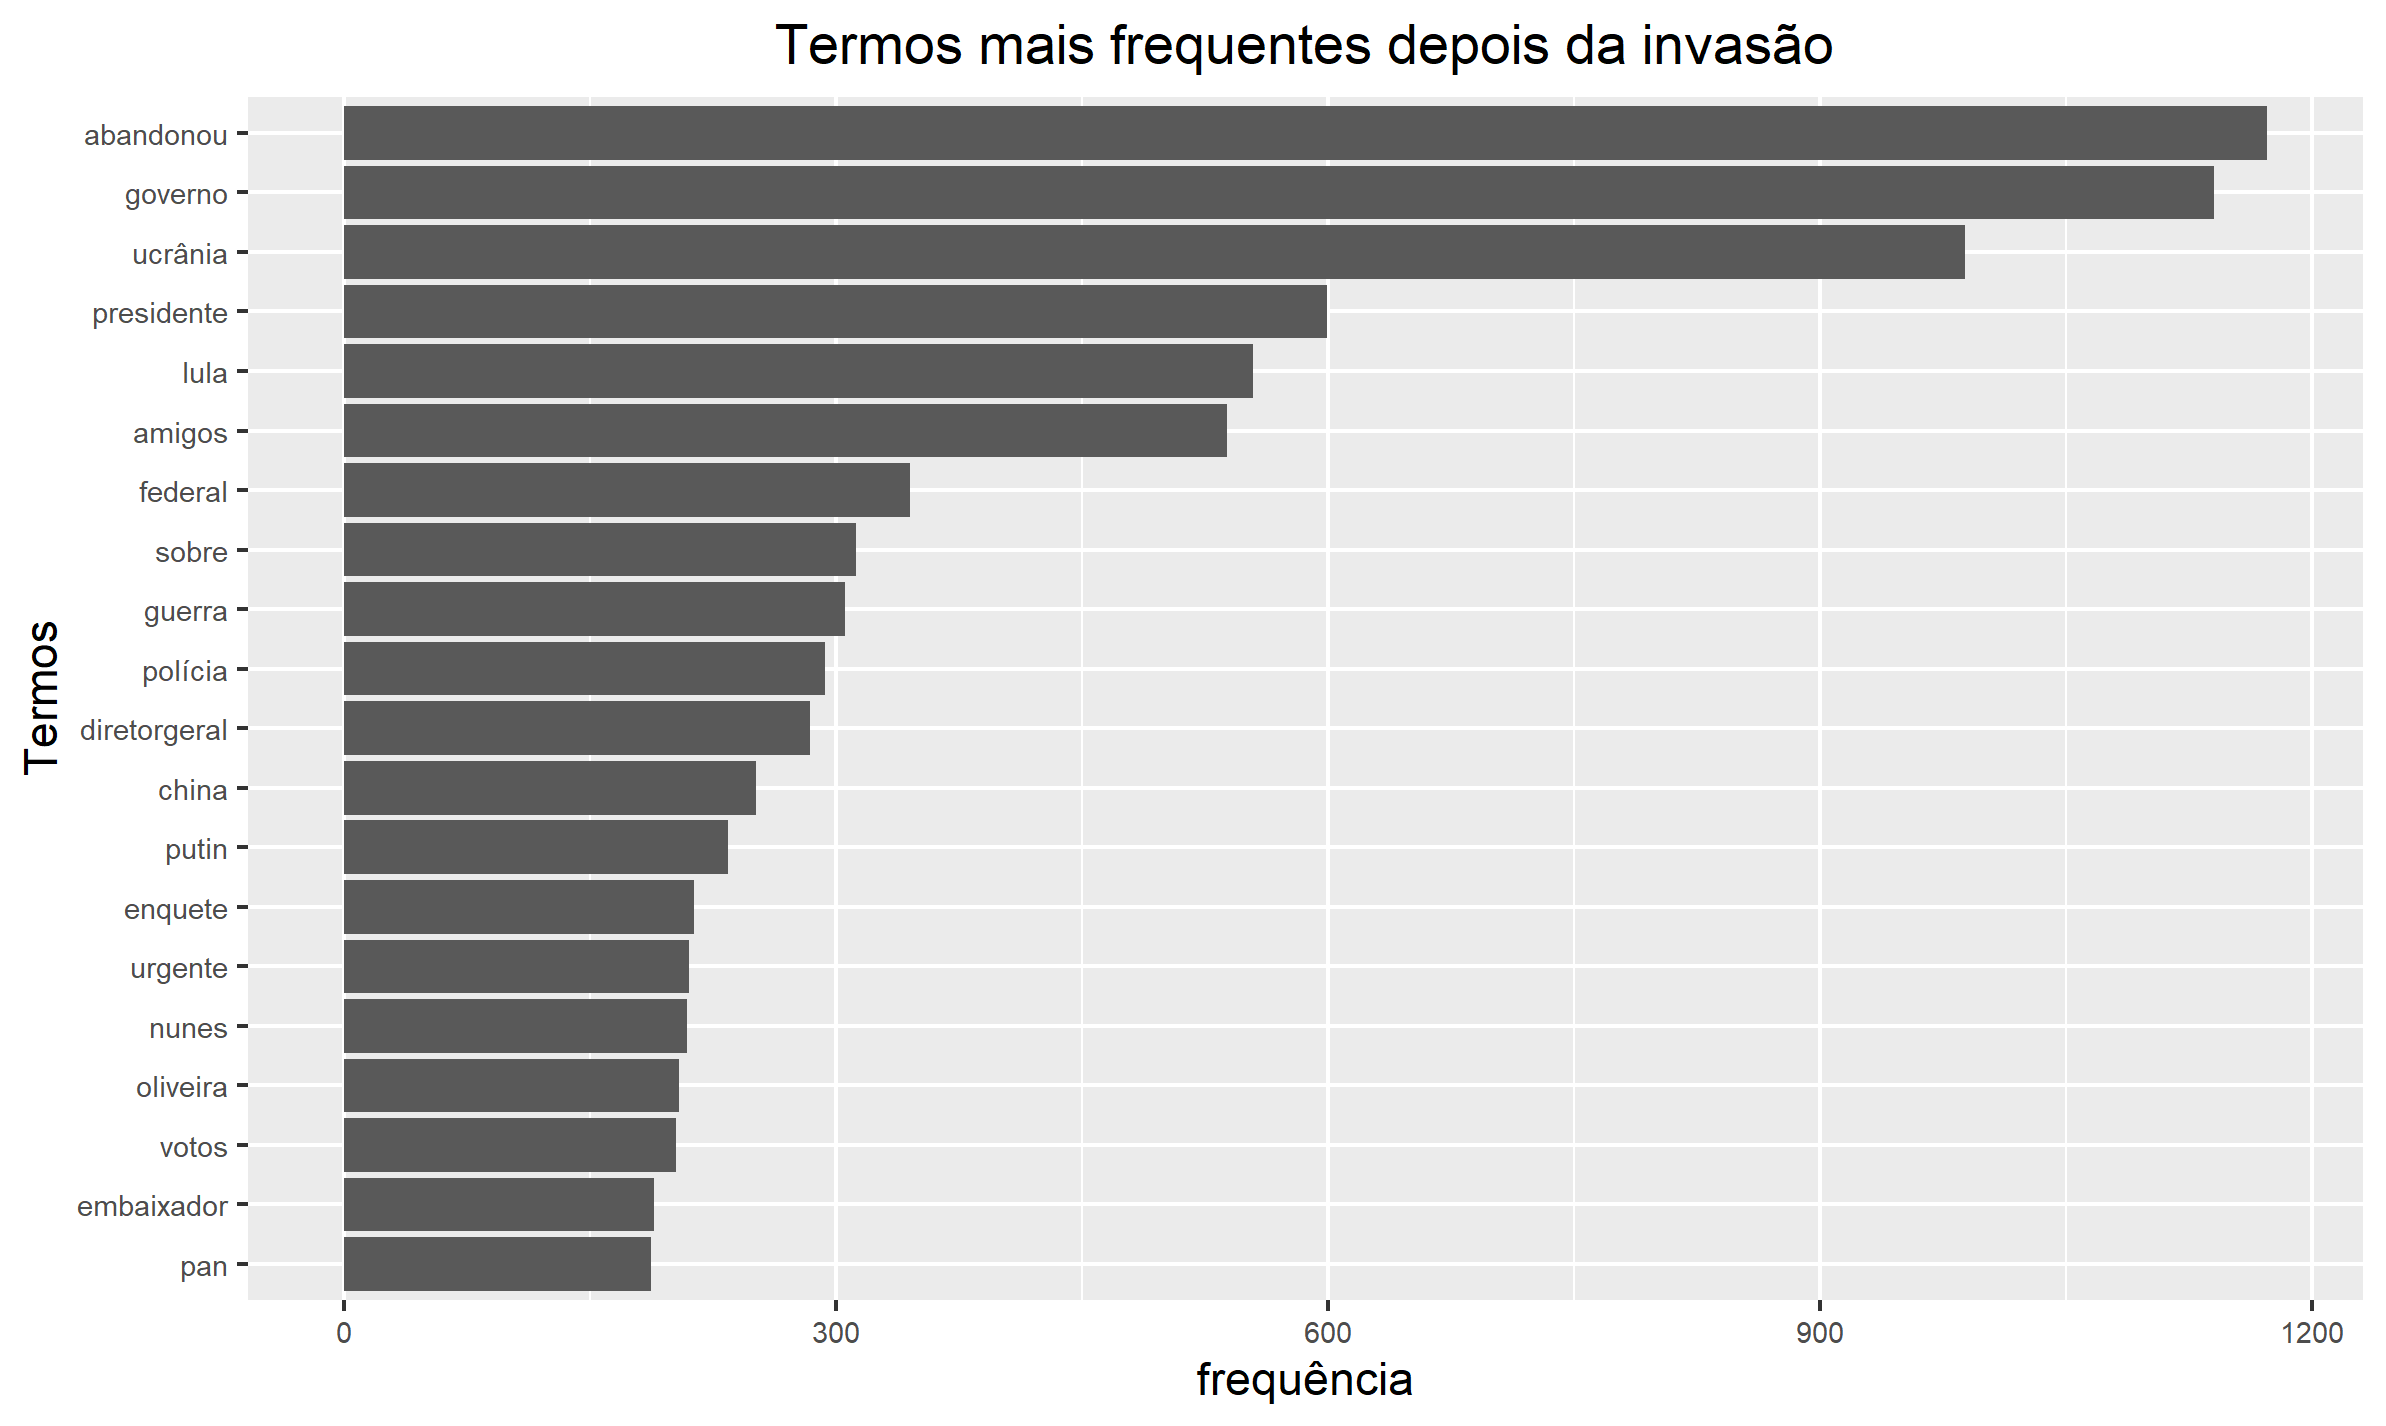 Termos mais frequentes depois da invasão
Termos
abandonou
governo
ucrânia
presidente
lula
amigos
federal
sobre
guerra
polícia
diretorgeral
china
putin
enquete
urgente
nunes
oliveira
votos
embaixador
pan
0 300 600 900 1200
frequência